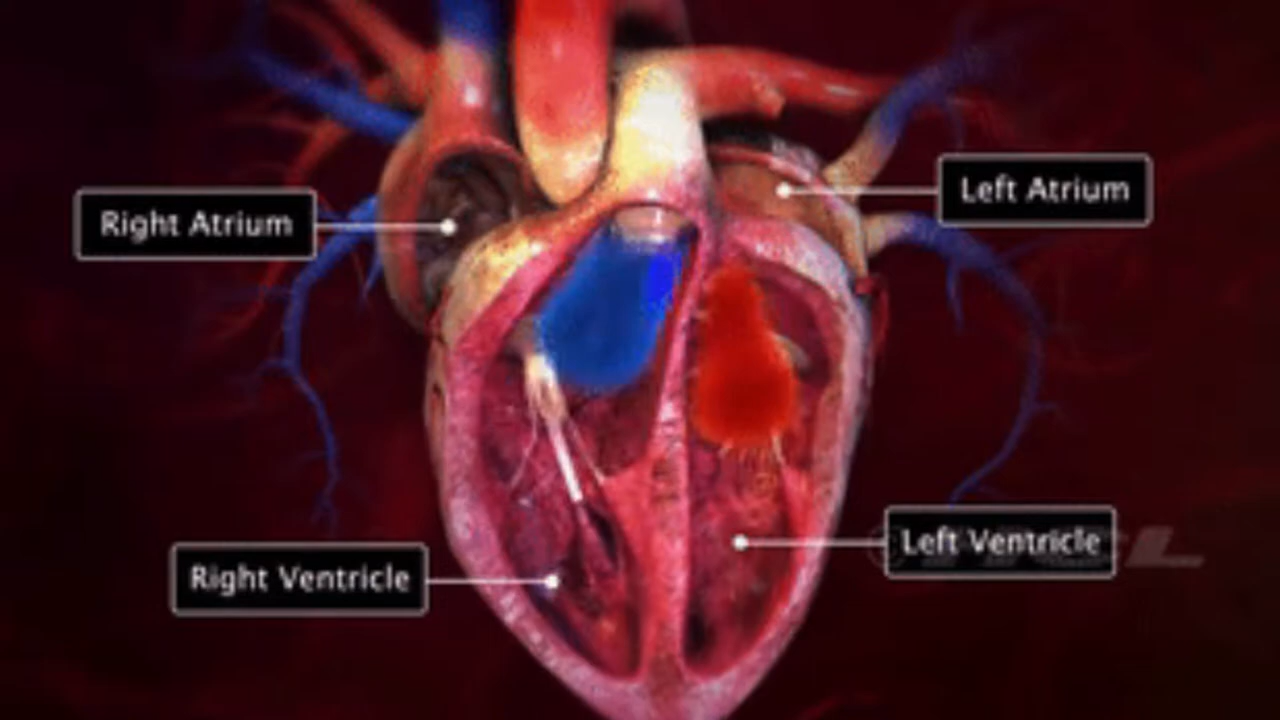 Left Atrium
Right Atrium
Left Ventricle
Right Ventricle